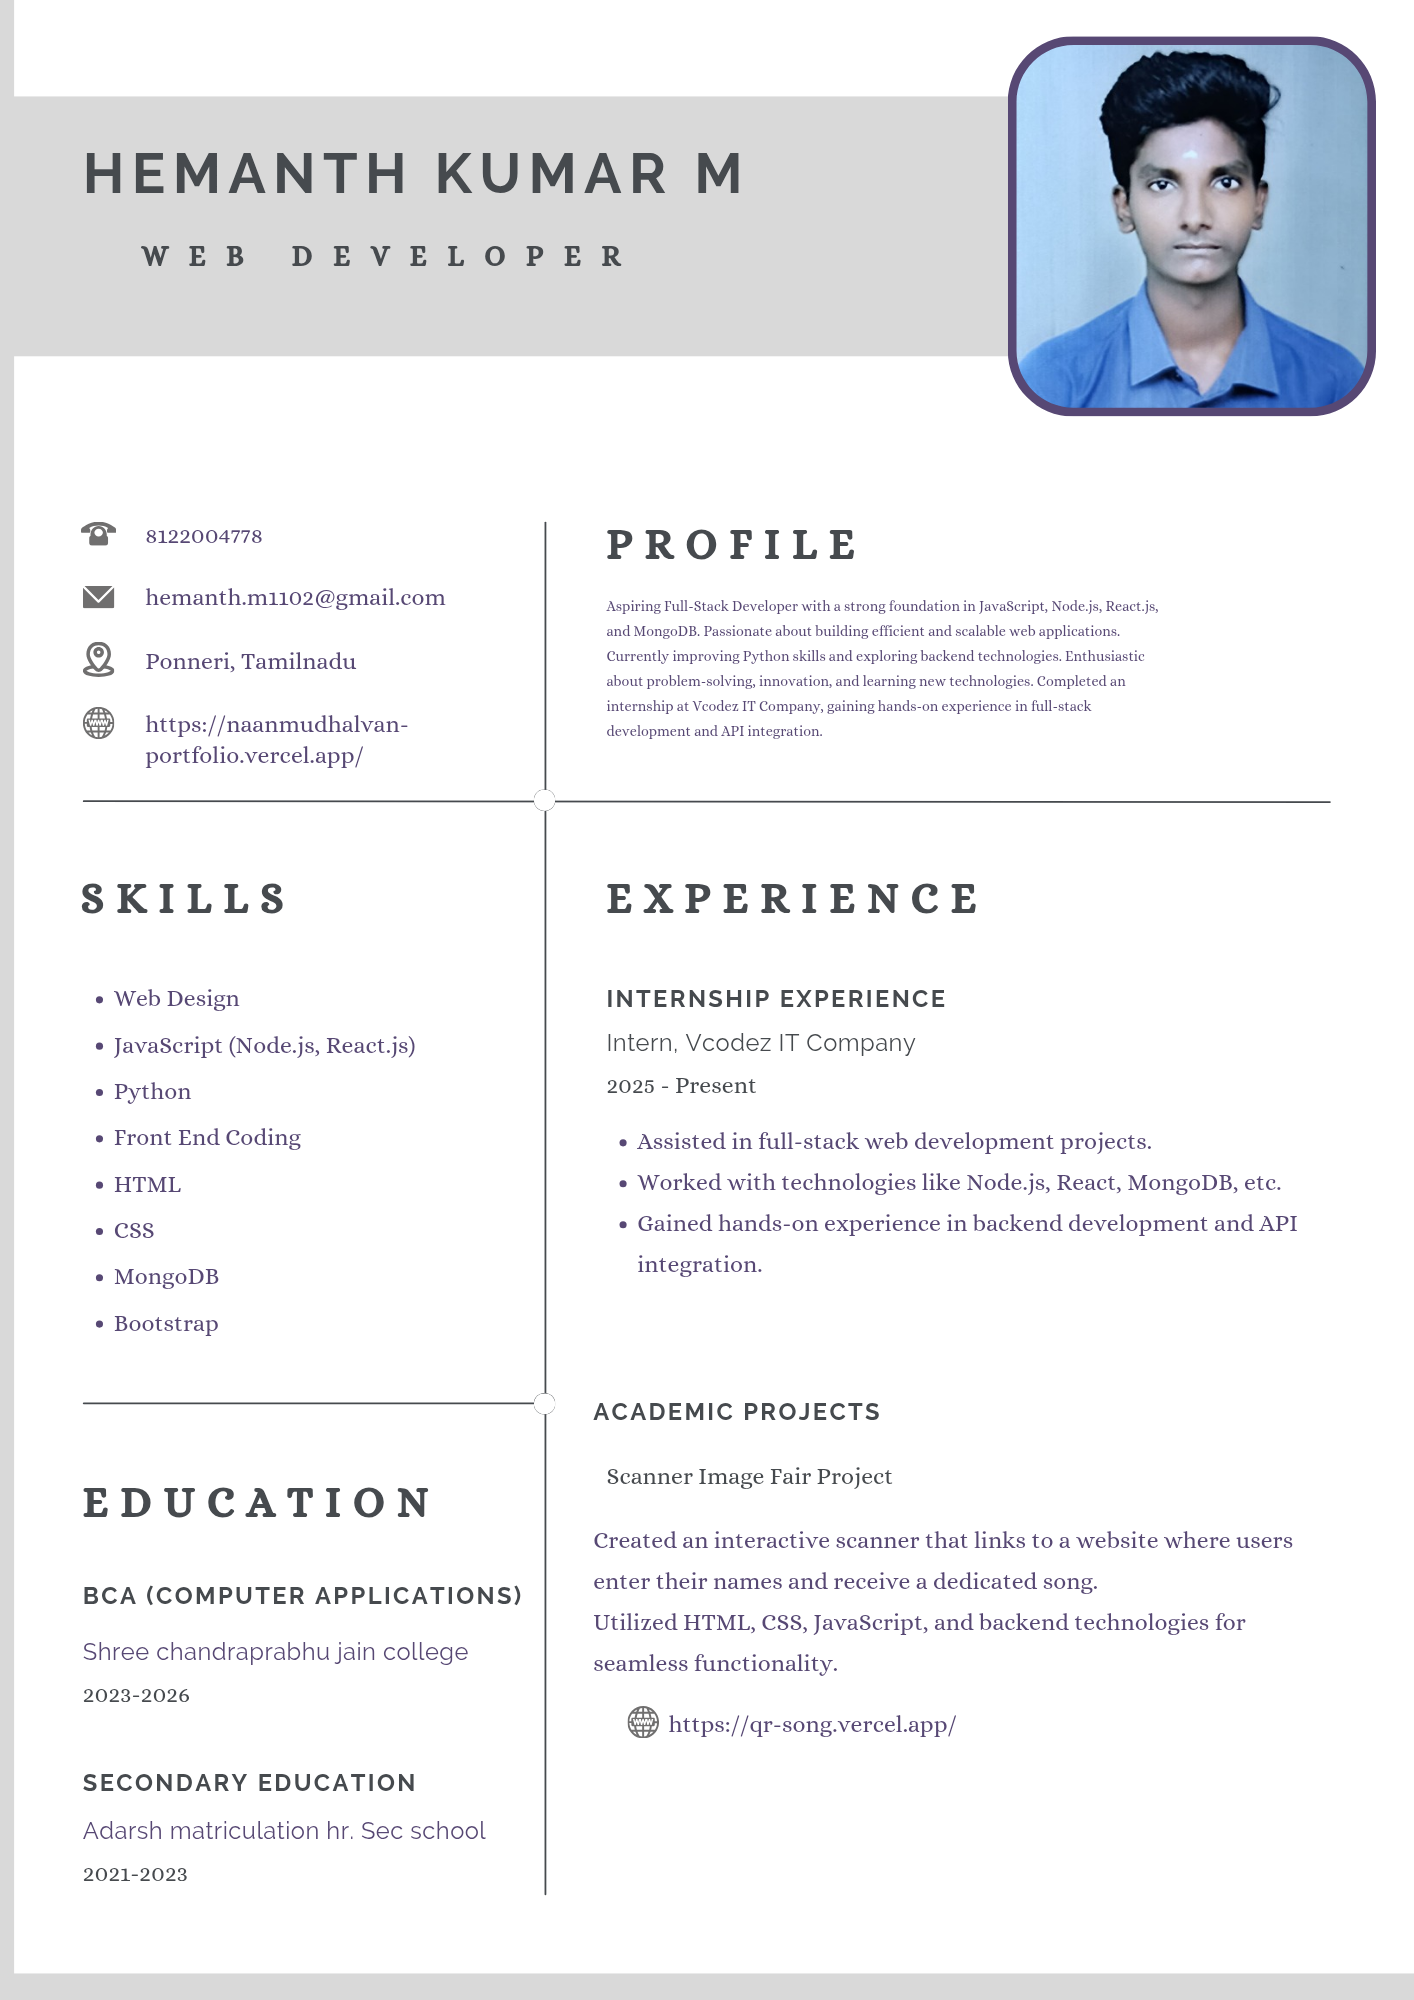 HEMANTH KUMAR M
WEB DEVELOPER
8122004778
hemanth.m1102@gmail.com
Ponneri, Tamilnadu
https://naanmudhalvan-
portfolio.vercel.app/
PROFILE
Aspiring Full-Stack Developer with a strong foundation in JavaScript, Node.js, React.js,
and MongoDB. Passionate about building efficient and scalable web applications.
Currently improving Python skills and exploring backend technologies. Enthusiastic
about problem-solving, innovation, and learning new technologies. Completed an
internship at Vcodez IT Company, gaining hands-on experience in full-stack
development and API integration.
SKILLS
• Web Design
• JavaScript (Node.js, React.js)
• Python
• Front End Coding
• HTML
• CSS
• MongoDB
• Bootstrap
EDUCATION
BCA (COMPUTER APPLICATIONS)
Shree chandraprabhu jain college
2023-2026
SECONDARY EDUCATION
Adarsh matriculation hr. Sec school
2021-2023
EXPERIENCE
INTERNSHIP EXPERIENCE
Intern, Vcodez IT Company
2025 - Present
• Assisted in full-stack web development projects.
• Worked with technologies like Node.js, React, MongoDB, etc.
• Gained hands-on experience in backend development and API
integration.
ACADEMIC PROJECTS
Scanner Image Fair Project
Created an interactive scanner that links to a website where users
enter their names and receive a dedicated song.
Utilized HTML, CSS, JavaScript, and backend technologies for
seamless functionality.
https://qr-song.vercel.app/